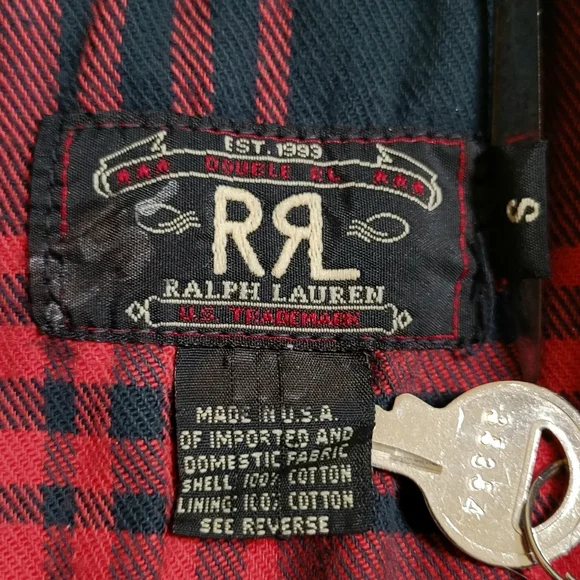 EST. 1993
DOUBLE RL
RRL
S
RALPH LAUREN
U.S. TRADEMARK
MADE IN U.S.A
OF IMPORTED AND
DOMESTIC FABRIC
SHELL 100% COTTON
LINING: 100% COTTON
SEE REVERSE